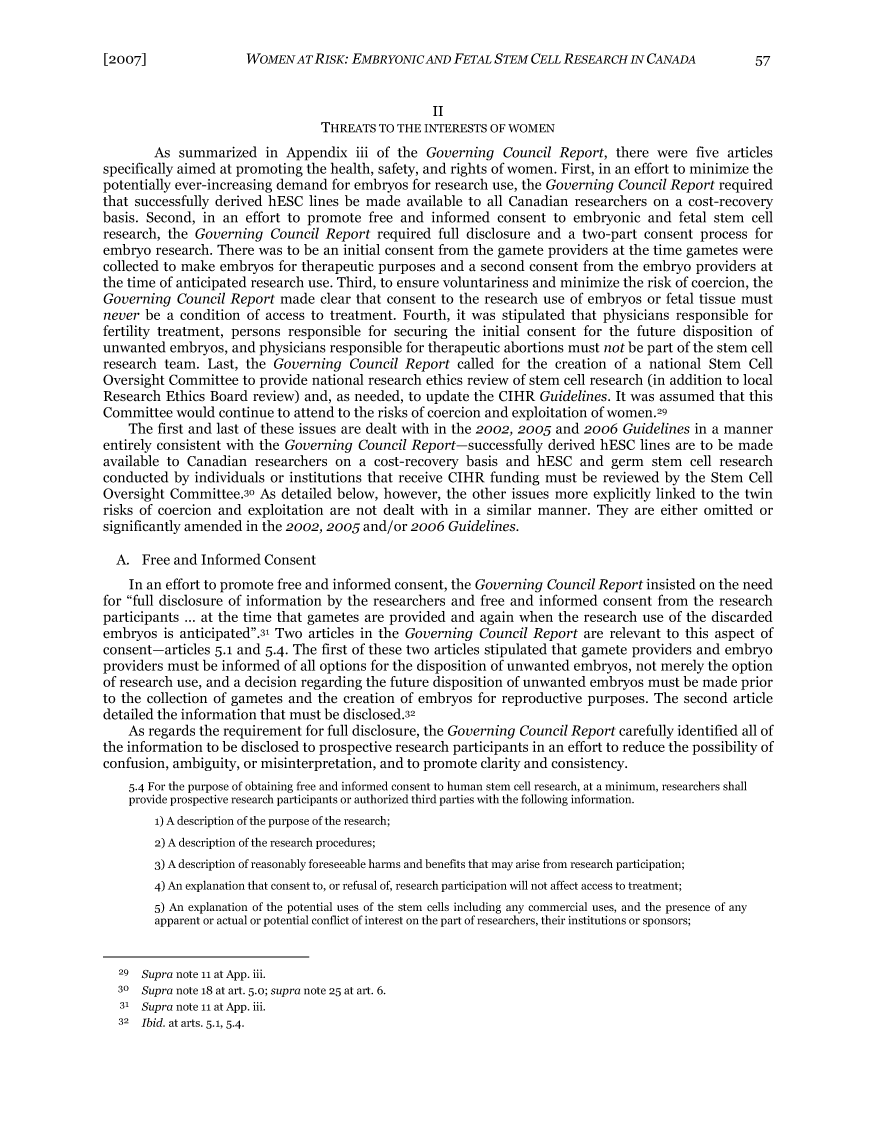 [2007] WOMEN AT RISK: EMBRYONIC AND FETAL STEM CELL RESEARCH IN CANADA 57
II
THREATS TO THE INTERESTS OF WOMEN
As summarized in Appendix iii of the Governing Council Report, there were five articles
specifically aimed at promoting the health, safety, and rights of women. First, in an effort to minimize the
potentially ever-increasing demand for embryos for research use, the Governing Council Report required
that successfully derived hESC lines be made available to all Canadian researchers on a cost-recovery
basis. Second, in an effort to promote free and informed consent to embryonic and fetal stem cell
research, the Governing Council Report required full disclosure and a two-part consent process for
embryo research. There was to be an initial consent from the gamete providers at the time gametes were
collected to make embryos for therapeutic purposes and a second consent from the embryo providers at
the time of anticipated research use. Third, to ensure voluntariness and minimize the risk of coercion, the
Governing Council Report made clear that consent to the research use of embryos or fetal tissue must
never be a condition of access to treatment. Fourth, it was stipulated that physicians responsible for
fertility treatment, persons responsible for securing the initial consent for the future disposition of
unwanted embryos, and physicians responsible for therapeutic abortions must not be part of the stem cell
research team. Last, the Governing Council Report called for the creation of a national Stem Cell
Oversight Committee to provide national research ethics review of stem cell research (in addition to local
Research Ethics Board review) and, as needed, to update the CIHR Guidelines. It was assumed that this
Committee would continue to attend to the risks of coercion and exploitation of women.29
The first and last of these issues are dealt with in the 2002, 2005 and 2006 Guidelines in a manner
entirely consistent with the Governing Council Report—successfully derived hESC lines are to be made
available to Canadian researchers on a cost-recovery basis and hESC and germ stem cell research
conducted by individuals or institutions that receive CIHR funding must be reviewed by the Stem Cell
Oversight Committee.30 As detailed below, however, the other issues more explicitly linked to the twin
risks of coercion and exploitation are not dealt with in a similar manner. They are either omitted or
significantly amended in the 2002, 2005 and/or 2006 Guidelines.
A. Free and Informed Consent
In an effort to promote free and informed consent, the Governing Council Report insisted on the need
for “full disclosure of information by the researchers and free and informed consent from the research
participants ... at the time that gametes are provided and again when the research use of the discarded
embryos is anticipated”.31 Two articles in the Governing Council Report are relevant to this aspect of
consent—articles 5.1 and 5.4. The first of these two articles stipulated that gamete providers and embryo
providers must be informed of all options for the disposition of unwanted embryos, not merely the option
of research use, and a decision regarding the future disposition of unwanted embryos must be made prior
to the collection of gametes and the creation of embryos for reproductive purposes. The second article
detailed the information that must be disclosed.32
As regards the requirement for full disclosure, the Governing Council Report carefully identified all of
the information to be disclosed to prospective research participants in an effort to reduce the possibility of
confusion, ambiguity, or misinterpretation, and to promote clarity and consistency.
5.4 For the purpose of obtaining free and informed consent to human stem cell research, at a minimum, researchers shall
provide prospective research participants or authorized third parties with the following information.
1) A description of the purpose of the research;
2) A description of the research procedures;
3) A description of reasonably foreseeable harms and benefits that may arise from research participation;
4) An explanation that consent to, or refusal of, research participation will not affect access to treatment;
5) An explanation of the potential uses of the stem cells including any commercial uses, and the presence of any
apparent or actual or potential conflict of interest on the part of researchers, their institutions or sponsors;
29 Supra note 11 at App. iii.
30 Supra note 18 at art. 5.0; supra note 25 at art. 6.
31 Supra note 11 at App. iii.
32 Ibid. at arts. 5.1, 5.4.